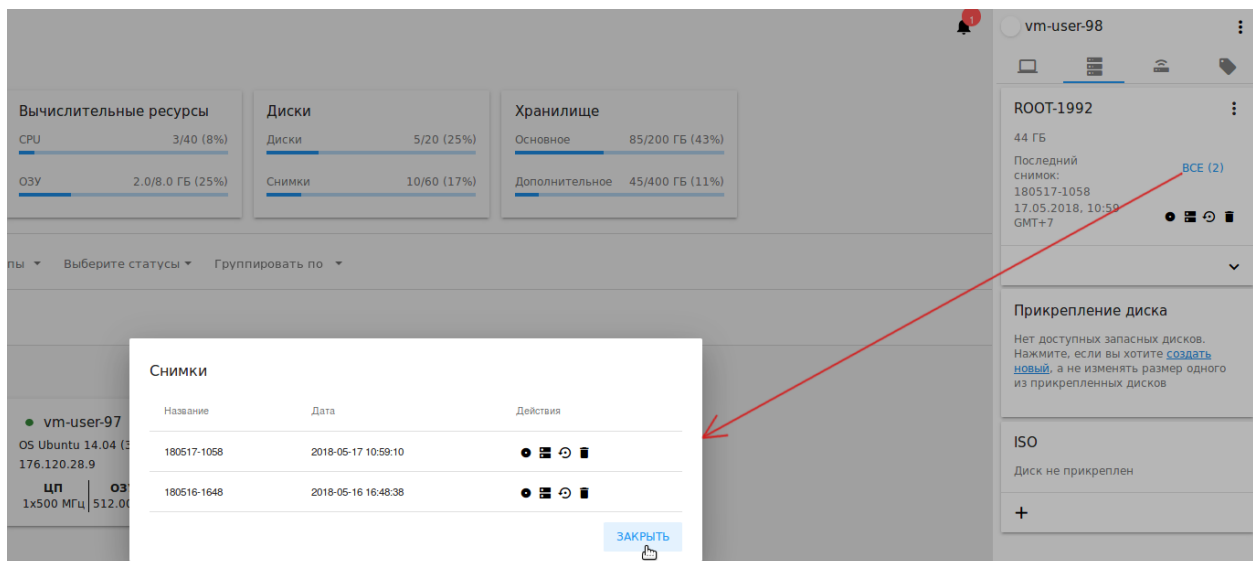 1
vm-user-98
Вычислительные ресурсы
CPU 3/40 (8%)
ОЗУ 2.0/8.0 ГБ (25%)
Диски
Диски 5/20 (25%)
Снимки 10/60 (17%)
Хранилище
Основное 85/200 ГБ (43%)
Дополнительное 45/400 ГБ (11%)
пы Выберите статусы Группировать по
vm-user-97
OS Ubuntu 14.04 (3
176.120.28.9
ЦП ОЗУ
1x500 МГц 512.00
Снимки
Название Дата Действия
180517-1058 2018-05-17 10:59:10
180516-1648 2018-05-16 16:48:38
ЗАКРЫТЬ
ROOT-1992
44 ГБ
Последний
снимок:
ВСЕ (2)
180517-1058
17.05.2018, 10:59
GMT+7
Прикрепление диска
Нет доступных запасных дисков.
Нажмите, если вы хотите создать
новый, а не изменять размер одного
из прикрепленных дисков
ISO
Диск не прикреплен